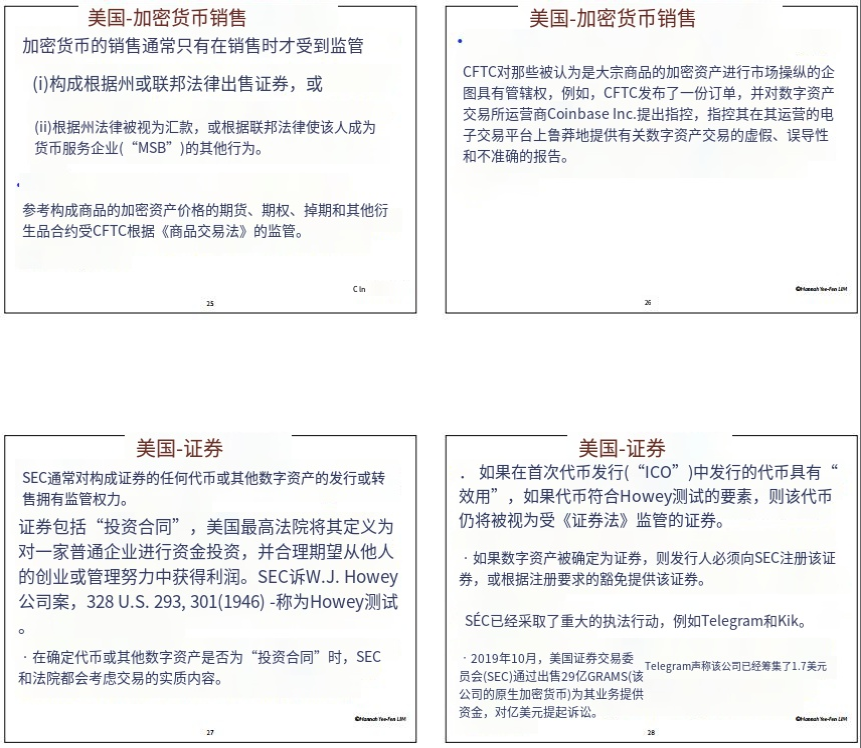 美国-加密货币销售
加密货币的销售通常只有在销售时才受到监管
(i)构成根据州或联邦法律出售证券，或
(ii)根据州法律被视为汇款，或根据联邦法律使该人成为
货币服务企业(“MSB”)的其他行为。
参考构成商品的加密资产价格的期货、期权、掉期和其他衍
生品合约受CFTC根据《商品交易法》的监管。
C ln
25
美国-加密货币销售
CFTC对那些被认为是大宗商品的加密资产进行市场操纵的企
图具有管辖权，例如，CFTC发布了一份订单，并对数字资产
交易所运营商Coinbase Inc.提出指控，指控其在其运营的电
子交易平台上鲁莽地提供有关数字资产交易的虚假、误导性
和不准确的报告。
©Hannah Yee-Fen LIM
26
美国-证券
SEC通常对构成证券的任何代币或其他数字资产的发行或转
售拥有监管权力。
证券包括“投资合同”，美国最高法院将其定义为
对一家普通企业进行资金投资，并合理期望从他人
的创业或管理努力中获得利润。SEC诉W.J. Howey
公司案，328 U.S. 293, 301(1946) -称为Howey测试
。
· 在确定代币或其他数字资产是否为“投资合同”时，SEC
和法院都会考虑交易的实质内容。
©Hannah Yee-Fen LIM
27
美国-证券
． 如果在首次代币发行(“ICO”)中发行的代币具有“
效用”，如果代币符合Howey测试的要素，则该代币
仍将被视为受《证券法》监管的证券。
· 如果数字资产被确定为证券，则发行人必须向SEC注册该证
券，或根据注册要求的豁免提供该证券。
SÉC已经采取了重大的执法行动，例如Telegram和Kik。
· 2019年10月，美国证券交易委
员会(SEC)通过出售29亿GRAMS(该
公司的原生加密货币)为其业务提供
资金，对亿美元提起诉讼。
Telegram声称该公司已经筹集了1.7美元
©Hannah Yee-Fen LIM
28